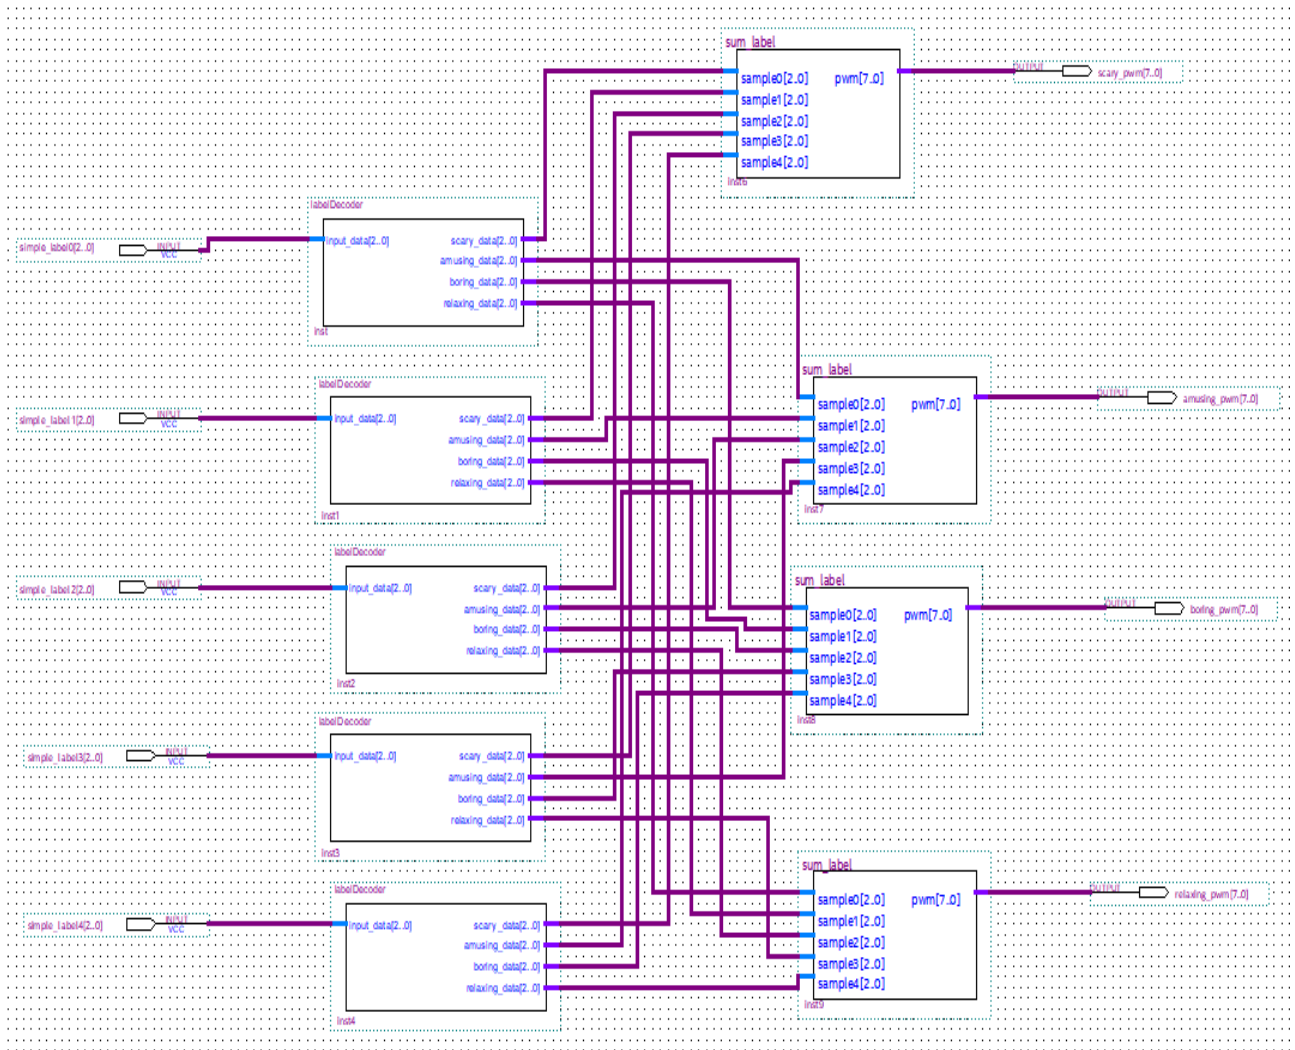 sum_label
sample0[2..0] pwm[7..0]
sample1[2..0]
sample2[2..0]
sample3[2..0]
sample4[2..0]
inst6
OUTPUT scary_pwm[7..0]
labelDecoder
input_data[2..0] scary_data[2..0]
amusing_data[2..0]
boring_data[2..0]
relaxing_data[2..0]
inst
simple_label0[2..0] INPUT
VCC
labelDecoder
input_data[2..0] scary_data[2..0]
amusing_data[2..0]
boring_data[2..0]
relaxing_data[2..0]
inst1
simple_label1[2..0] INPUT
VCC
sum_label
sample0[2..0] pwm[7..0]
sample1[2..0]
sample2[2..0]
sample3[2..0]
sample4[2..0]
inst7
OUTPUT amusing_pwm[7..0]
labelDecoder
input_data[2..0] scary_data[2..0]
amusing_data[2..0]
boring_data[2..0]
relaxing_data[2..0]
inst2
simple_label2[2..0] INPUT
VCC
sum_label
sample0[2..0] pwm[7..0]
sample1[2..0]
sample2[2..0]
sample3[2..0]
sample4[2..0]
inst8
OUTPUT boring_pwm[7..0]
labelDecoder
input_data[2..0] scary_data[2..0]
amusing_data[2..0]
boring_data[2..0]
relaxing_data[2..0]
inst3
simple_label3[2..0] INPUT
VCC
labelDecoder
input_data[2..0] scary_data[2..0]
amusing_data[2..0]
boring_data[2..0]
relaxing_data[2..0]
inst4
simple_label4[2..0] INPUT
VCC
sum_label
sample0[2..0] pwm[7..0]
sample1[2..0]
sample2[2..0]
sample3[2..0]
sample4[2..0]
inst9
OUTPUT relaxing_pwm[7..0]